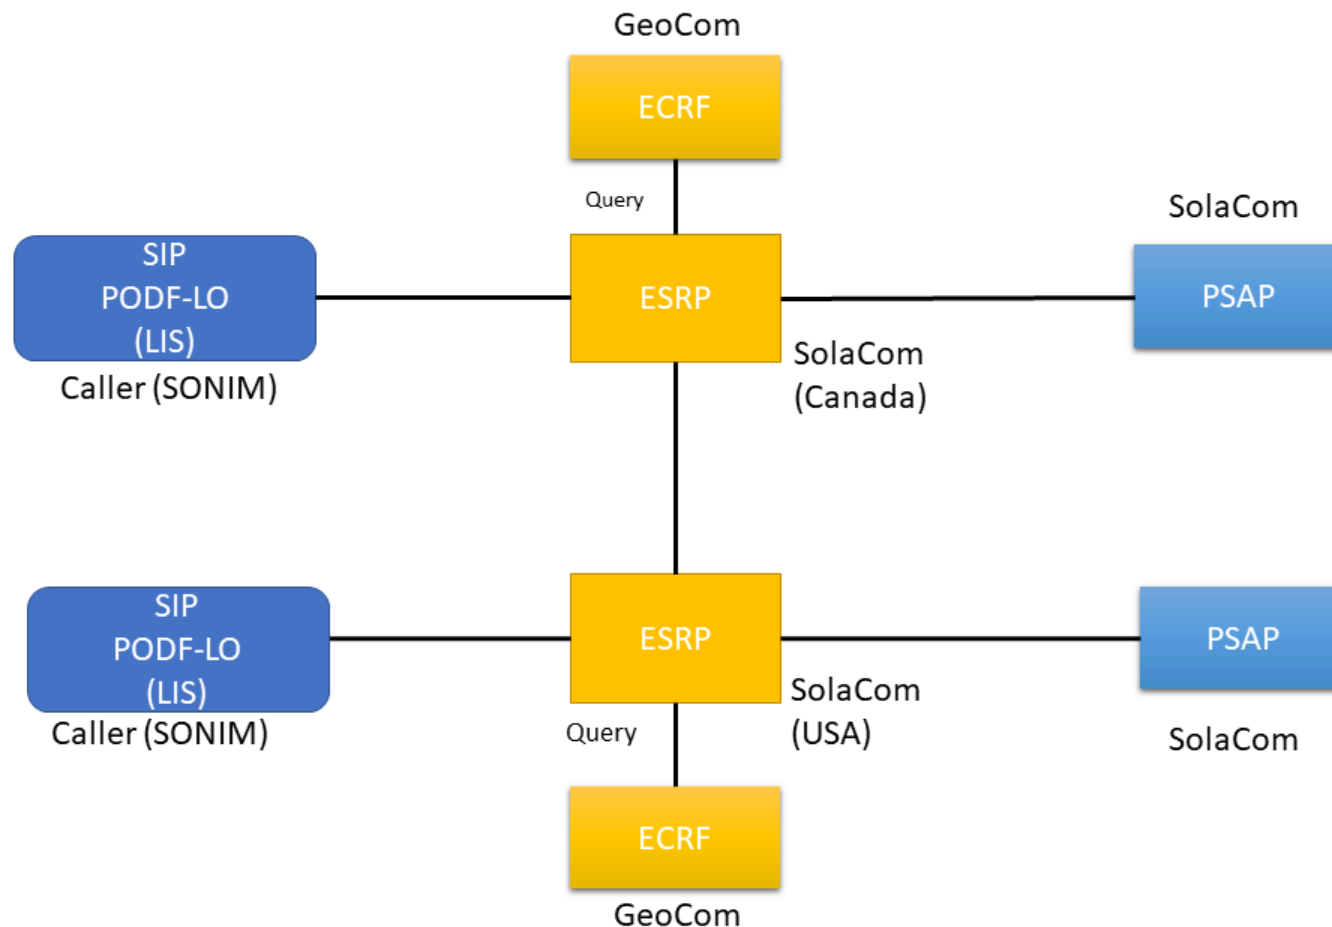 GeoCom
ECRF
Query
SolaCom
SIP
PODF-LO
(LIS)
ESRP
PSAP
Caller (SONIM)
SolaCom
(Canada)
SIP
PODF-LO
(LIS)
ESRP
PSAP
Caller (SONIM)
Query
SolaCom
(USA)
SolaCom
ECRF
GeoCom